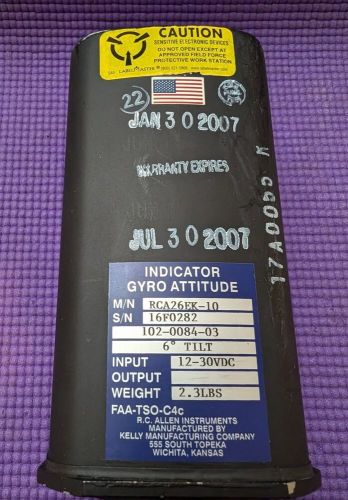 CAUTION
SENSITIVE ELECTRONIC DEVICES
DO NOT OPEN EXCEPT AT
APPROVED FIELD FORCE
PROTECTIVE WORK STATION
22
JAN 30 2007
WARRANTY EXPIRES
JUL 30 2007
17A0055 K
INDICATOR
GYRO ATTITUDE
M/N RCA26EK-10
S/N 16F0282
102-0084-03
6° TILT
INPUT 12-30VDC
OUTPUT
WEIGHT 2.3LBS
FAA-TSO-C4c
R.C. ALLEN INSTRUMENTS
MANUFACTURED BY
KELLY MANUFACTURING COMPANY
555 SOUTH TOPEKA
WICHITA, KANSAS